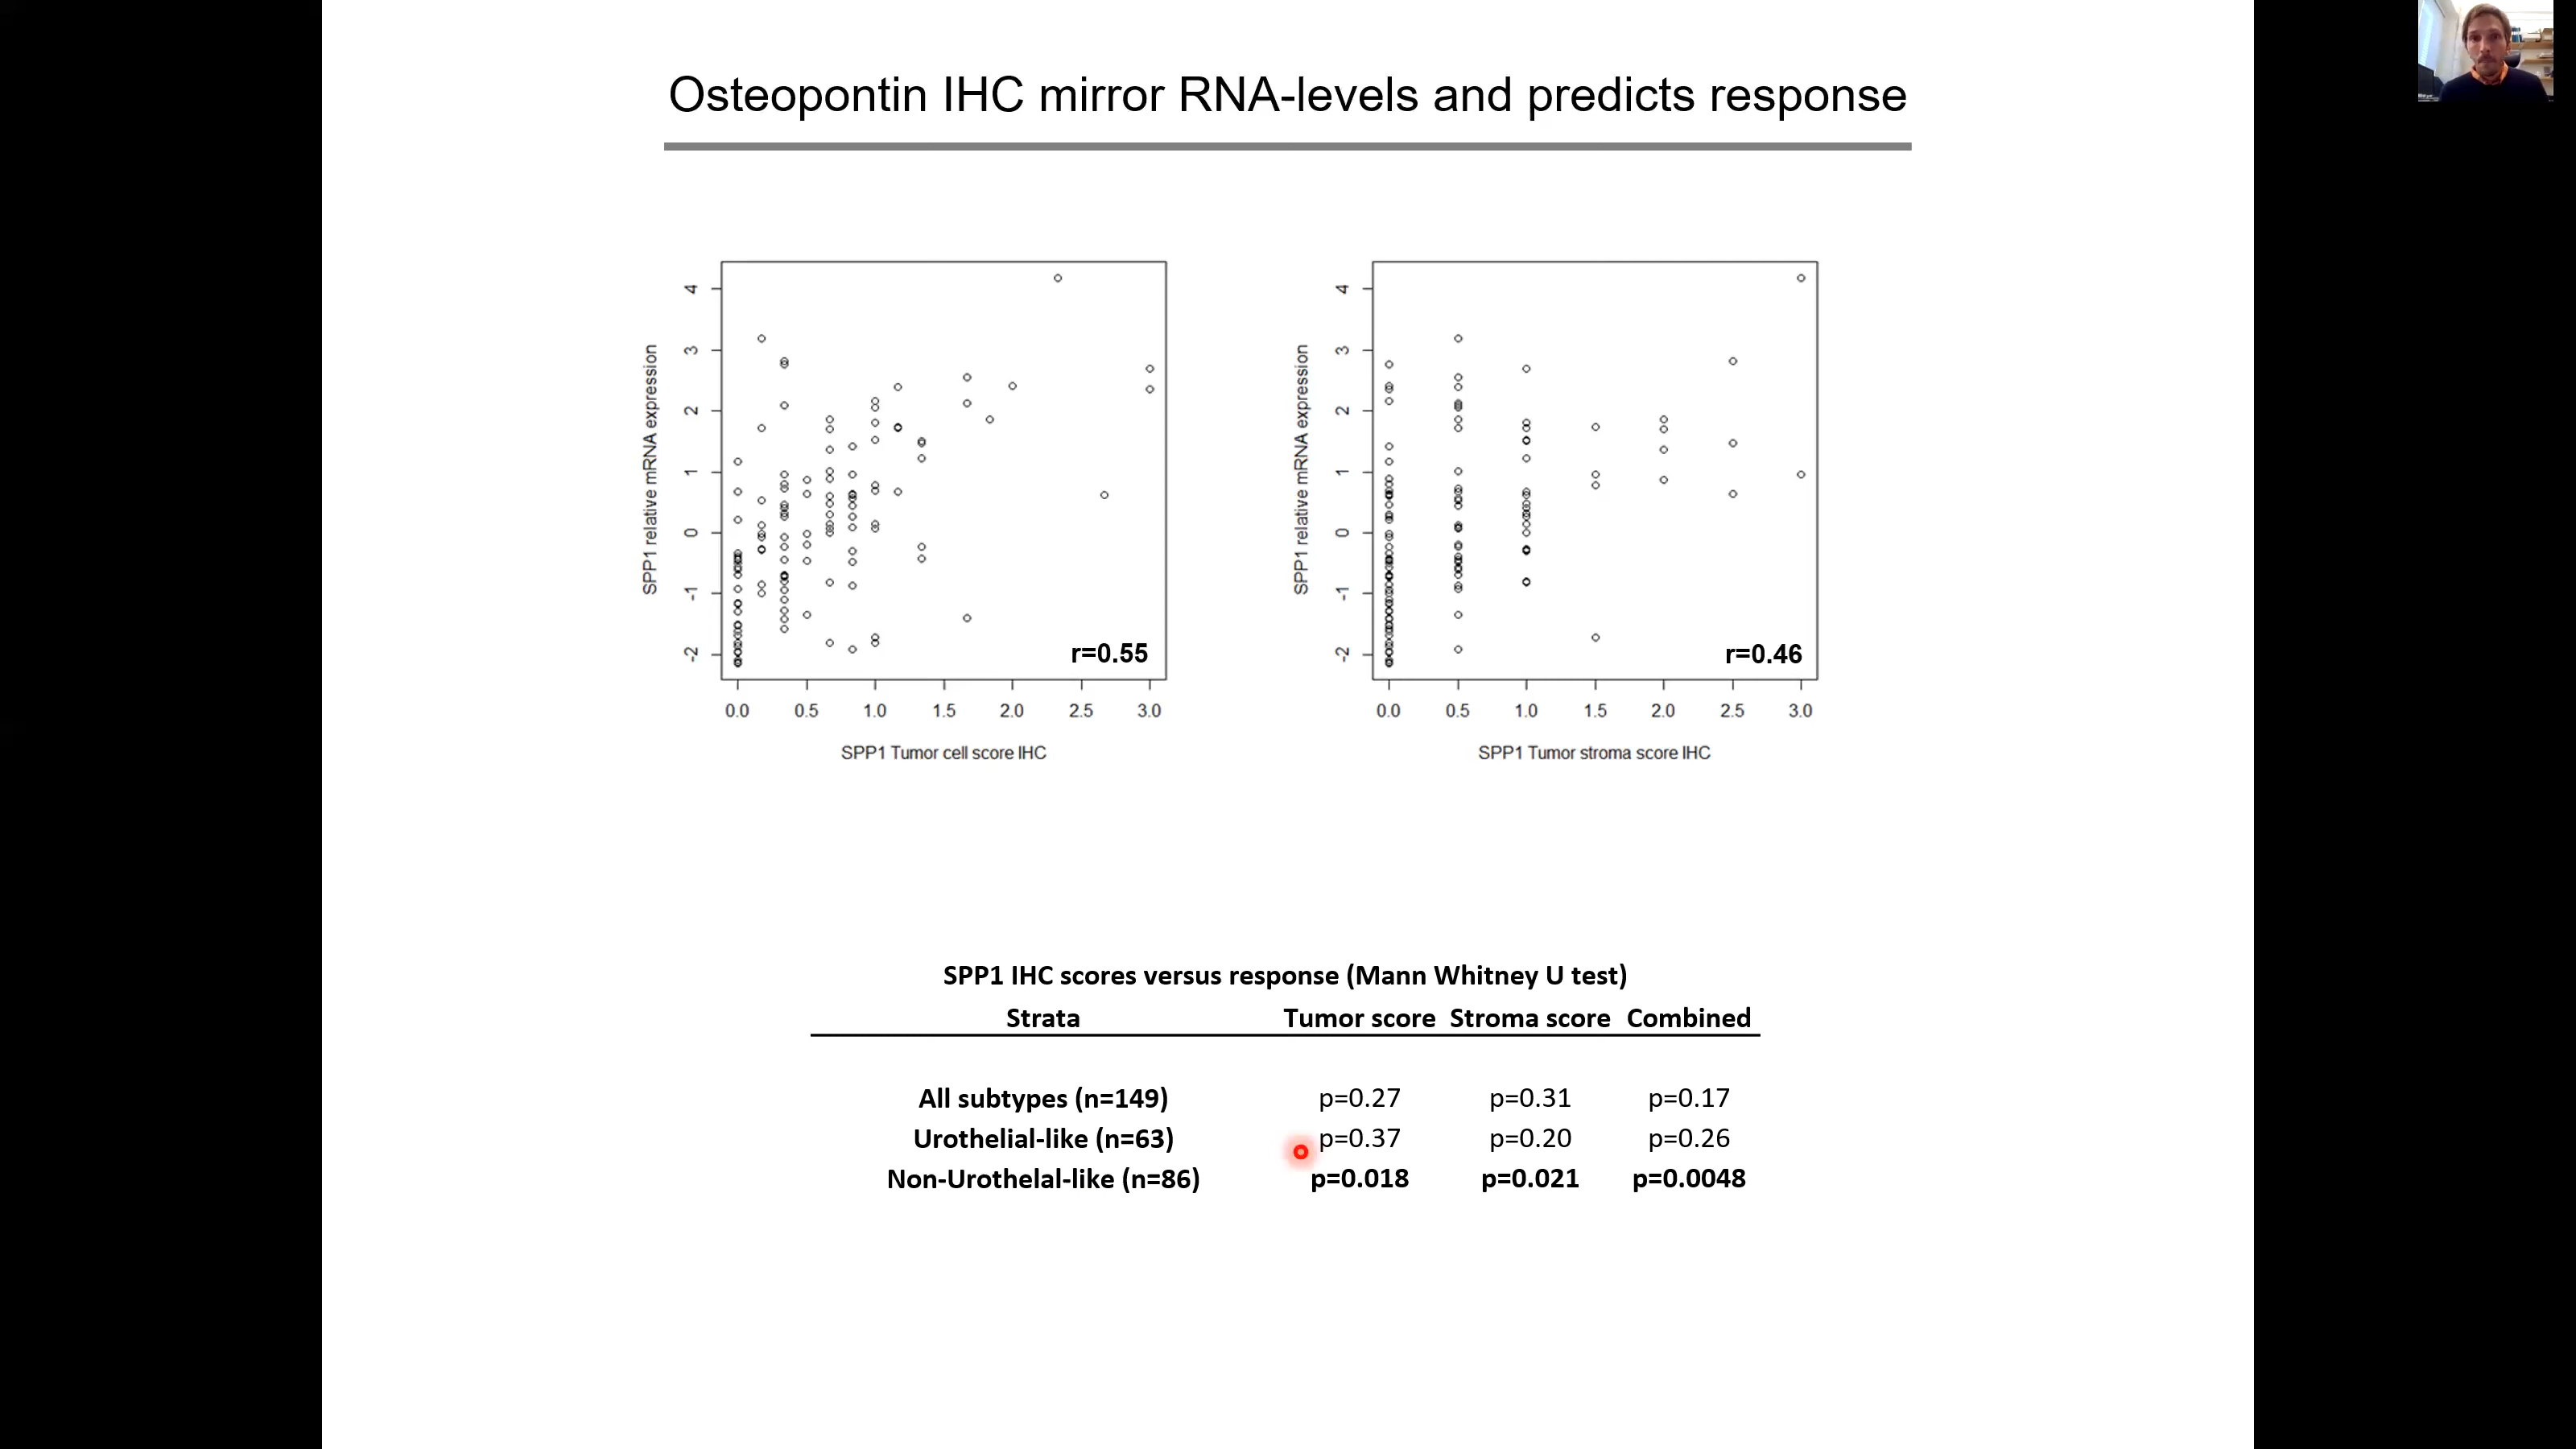 Osteopontin IHC mirror RNA-levels and predicts response
SPP1 relative mRNA expression
4
3
2
1
0
-1
-2
r=0.55
0.0 0.5 1.0 1.5 2.0 2.5 3.0
SPP1 Tumor cell score IHC
SPP1 relative mRNA expression
4
3
2
1
0
-1
-2
r=0.46
0.0 0.5 1.0 1.5 2.0 2.5 3.0
SPP1 Tumor stroma score IHC
SPP1 IHC scores versus response (Mann Whitney U test)
Strata Tumor score Stroma score Combined
All subtypes (n=149) p=0.27 p=0.31 p=0.17
Urothelial-like (n=63) p=0.37 p=0.20 p=0.26
Non-Urothelal-like (n=86) p=0.018 p=0.021 p=0.0048